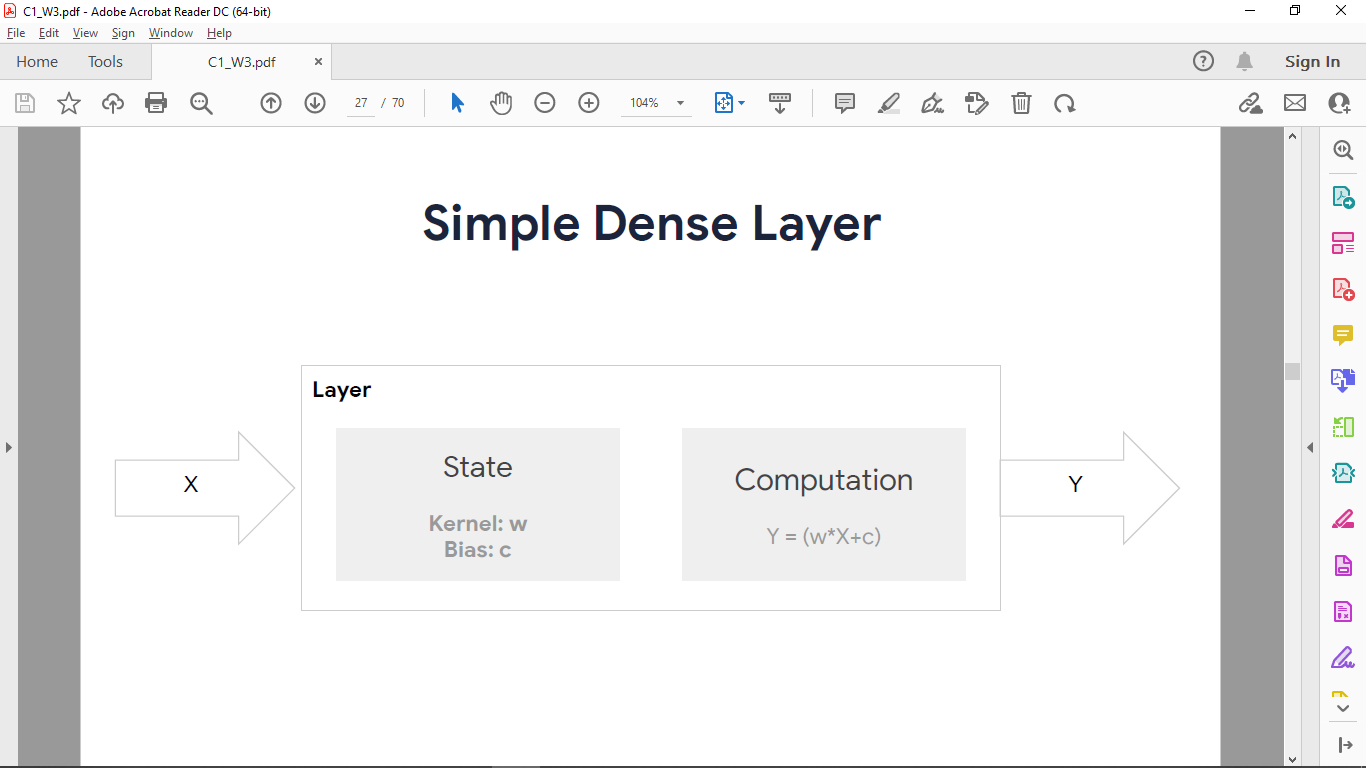 C1_W3.pdf - Adobe Acrobat Reader DC (64-bit)
File Edit View Sign Window Help
Home Tools C1_W3.pdf × Sign In
27 / 70 104%
Simple Dense Layer
Layer
X
State
Kernel: w
Bias: c
Computation
Y = (w*X+c)
Y